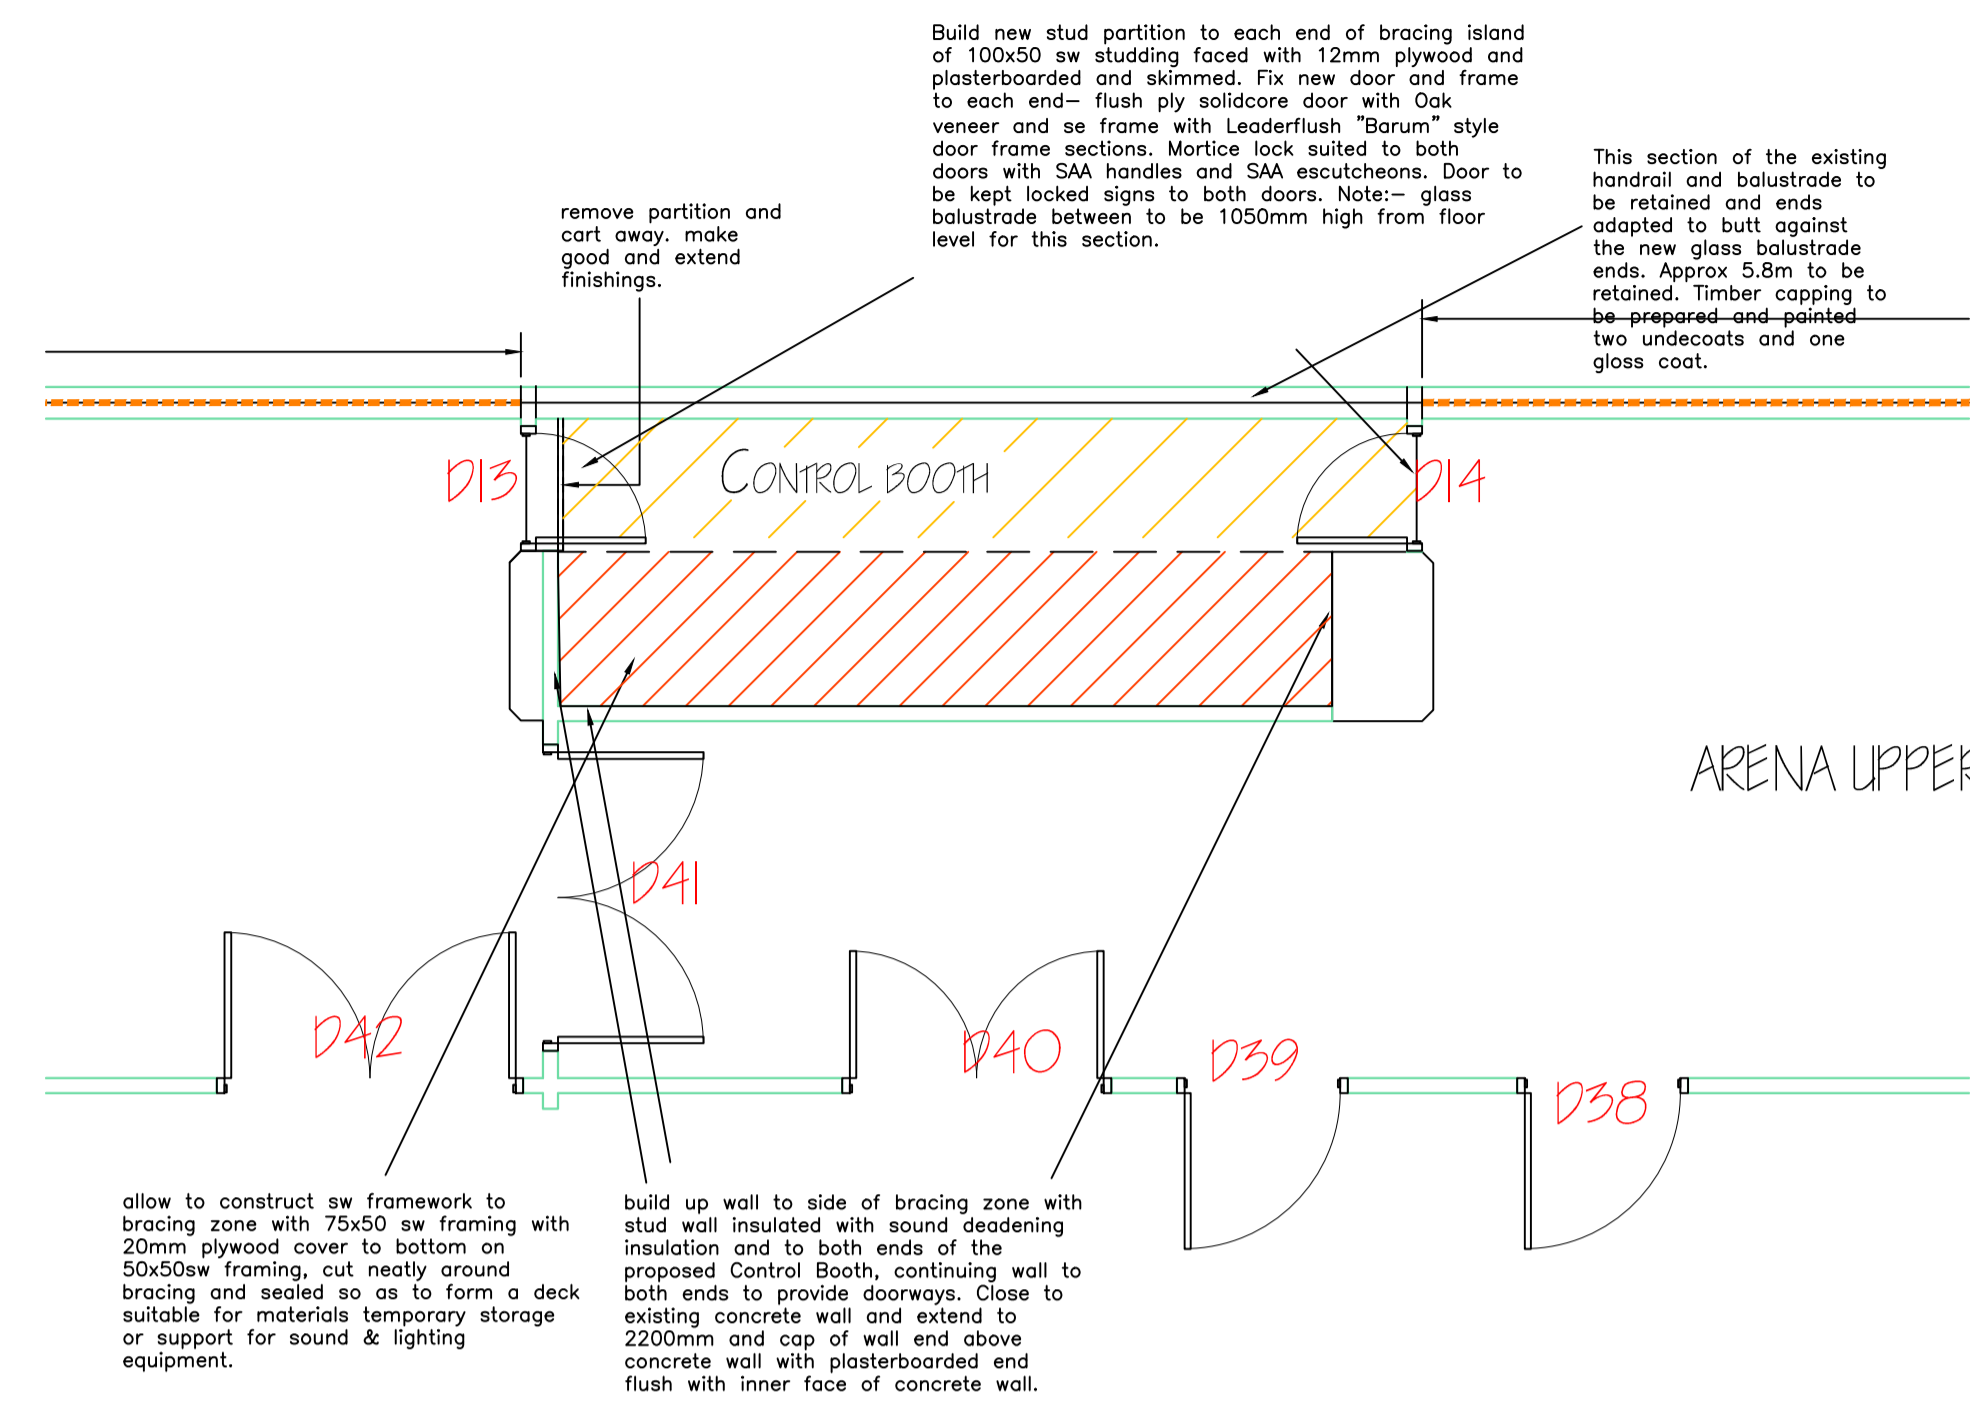 Build new stud partition to each end of bracing island
of 100x50 sw studding faced with 12mm plywood and
plasterboarded and skimmed. Fix new door and frame
to each end– flush ply solidcore door with Oak
veneer and se frame with Leaderflush "Barum" style
door frame sections. Mortice lock suited to both
doors with SAA handles and SAA escutcheons. Door to
be kept locked signs to both doors. Note:– glass
balustrade between to be 1050mm high from floor
level for this section.
This section of the existing
handrail and balustrade to
be retained and ends
adapted to butt against
the new glass balustrade
ends. Approx 5.8m to be
retained. Timber capping to
be prepared and painted
two undecoats and one
gloss coat.
remove partition and
cart away. make
good and extend
finishings.
D13
CONTROL BOOTH
D14
ARENA UPPER
D41
D42
D40
D39
D38
allow to construct sw framework to
bracing zone with 75x50 sw framing with
20mm plywood cover to bottom on
50x50sw framing, cut neatly around
bracing and sealed so as to form a deck
suitable for materials temporary storage
or support for sound & lighting
equipment.
build up wall to side of bracing zone with
stud wall insulated with sound deadening
insulation and to both ends of the
proposed Control Booth, continuing wall to
both ends to provide doorways. Close to
existing concrete wall and extend to
2200mm and cap of wall end above
concrete wall with plasterboarded end
flush with inner face of concrete wall.